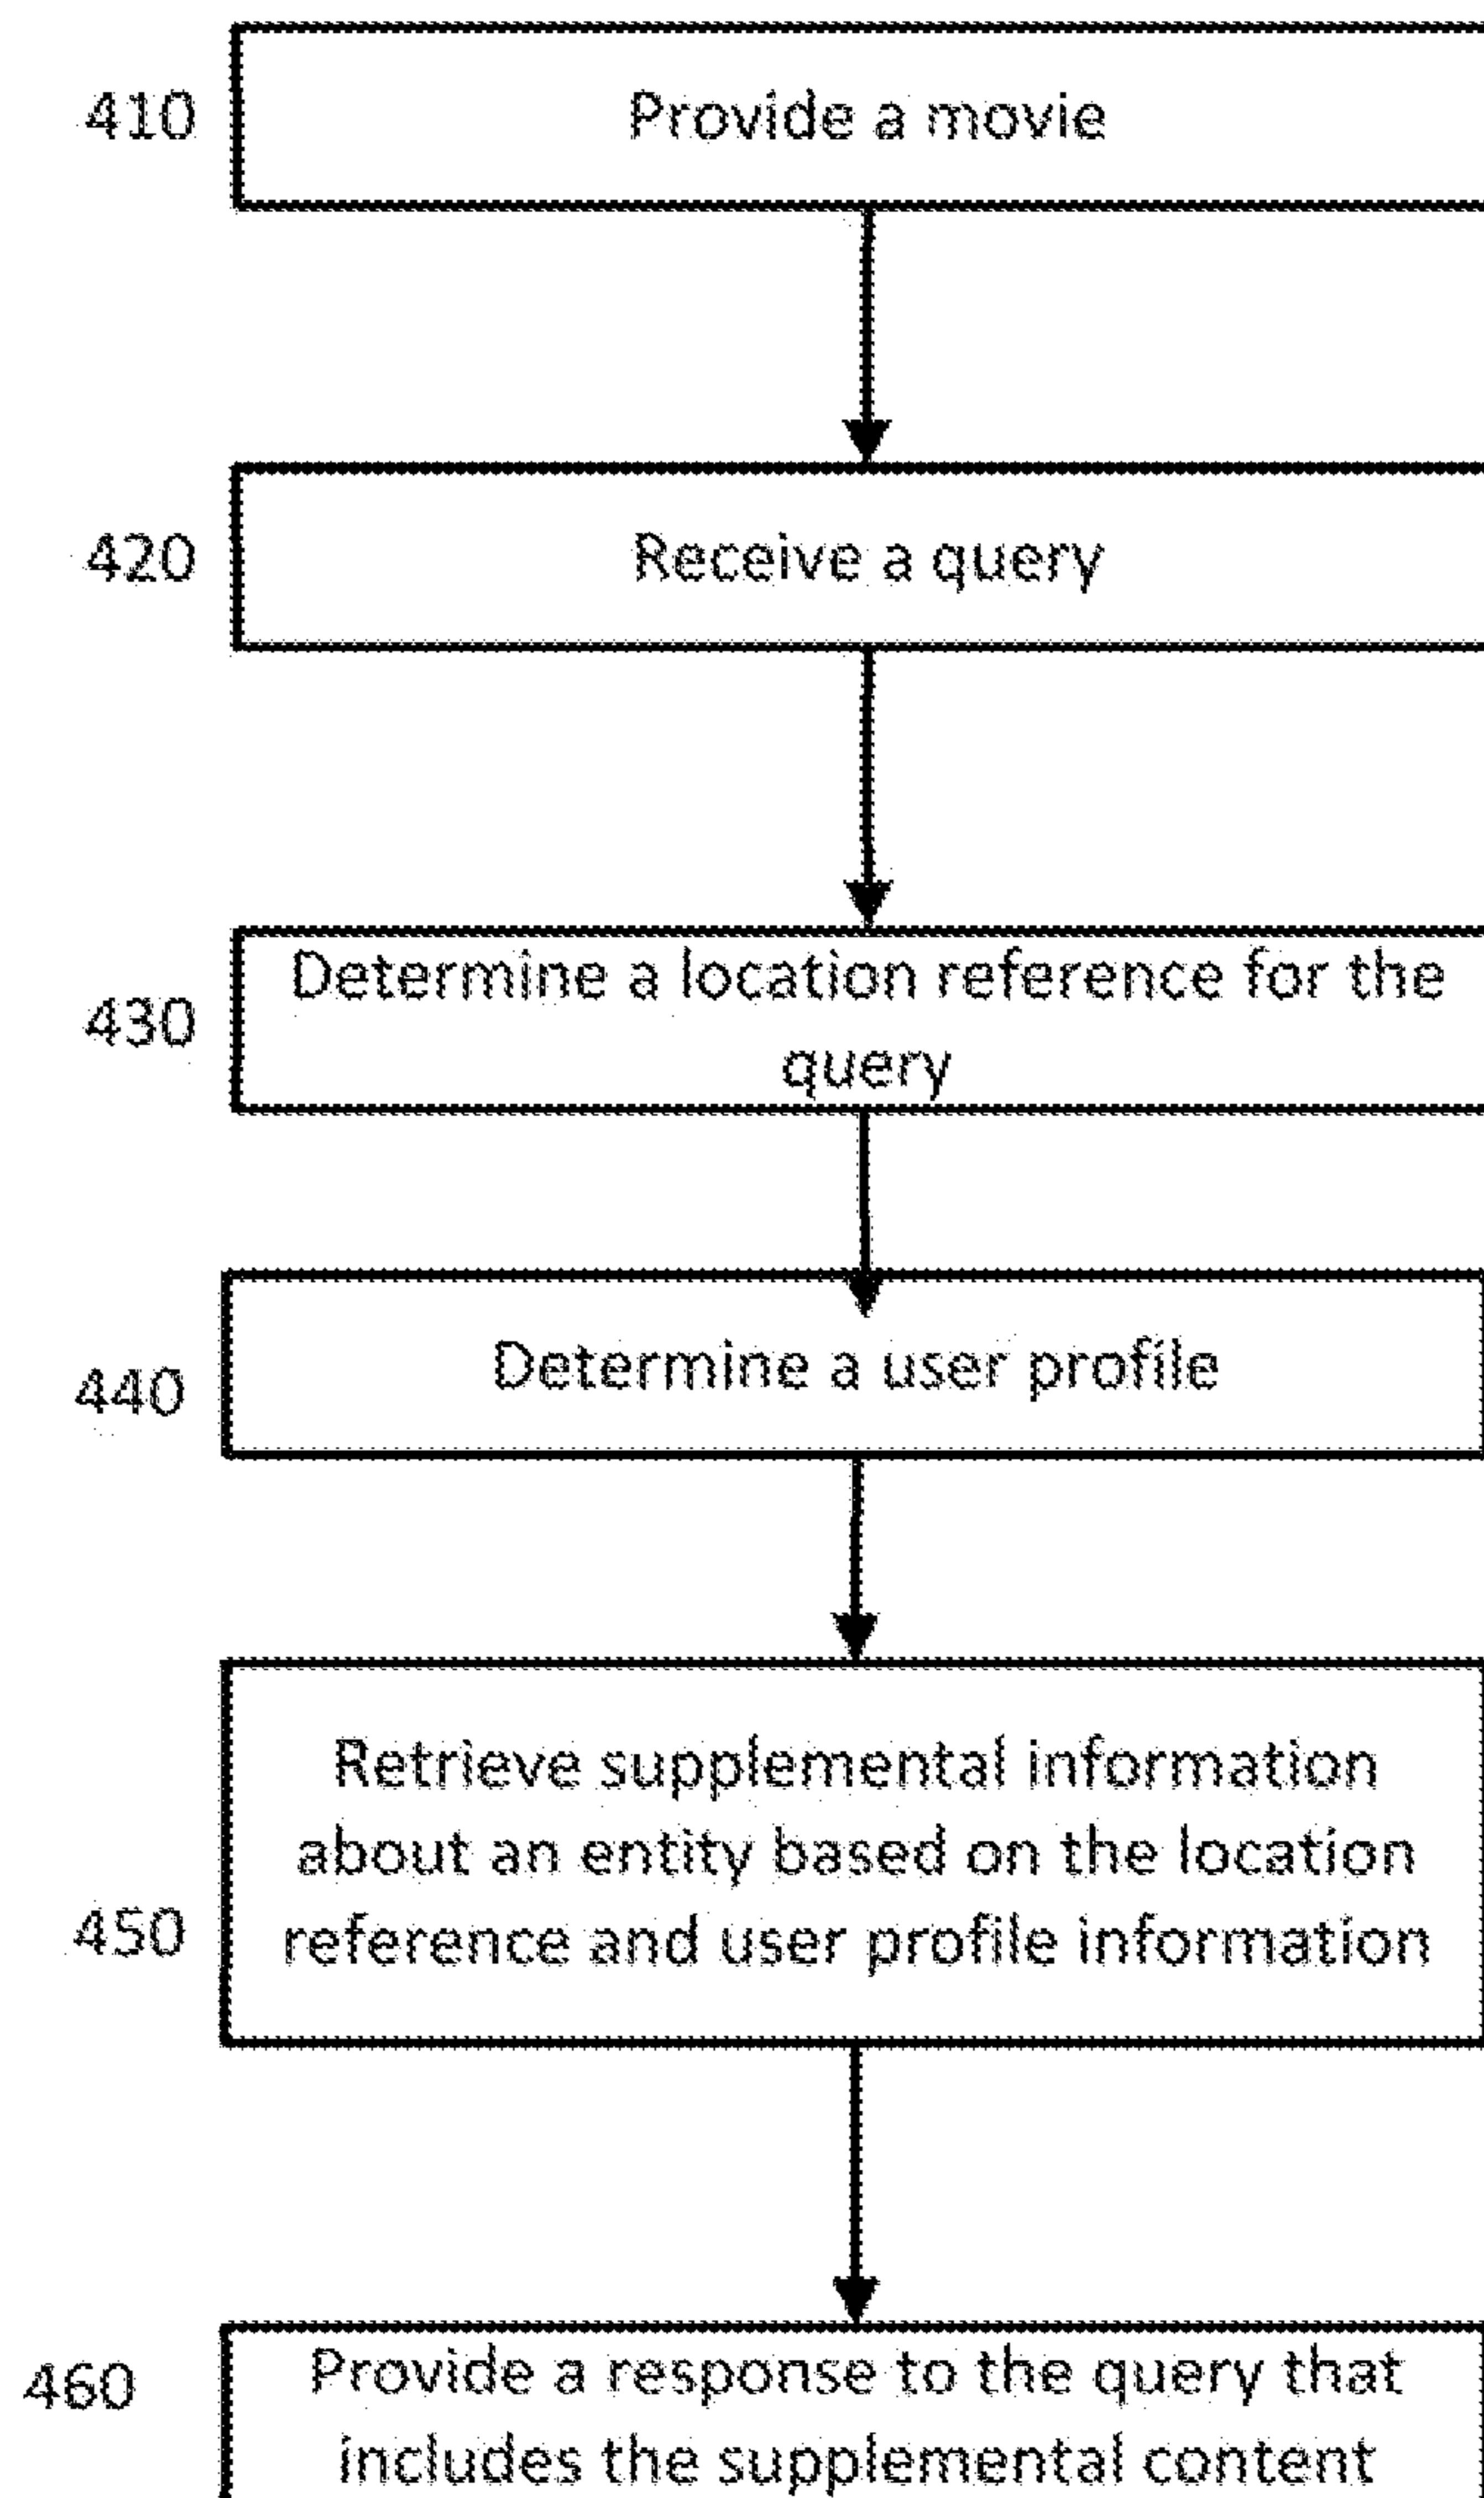 410
Provide a movie
420
Receive a query
430
Determine a location reference for the
query
440
Determine a user profile
450
Retrieve supplemental information
about an entity based on the location
reference and user profile information
460
Provide a response to the query that
includes the supplemental content